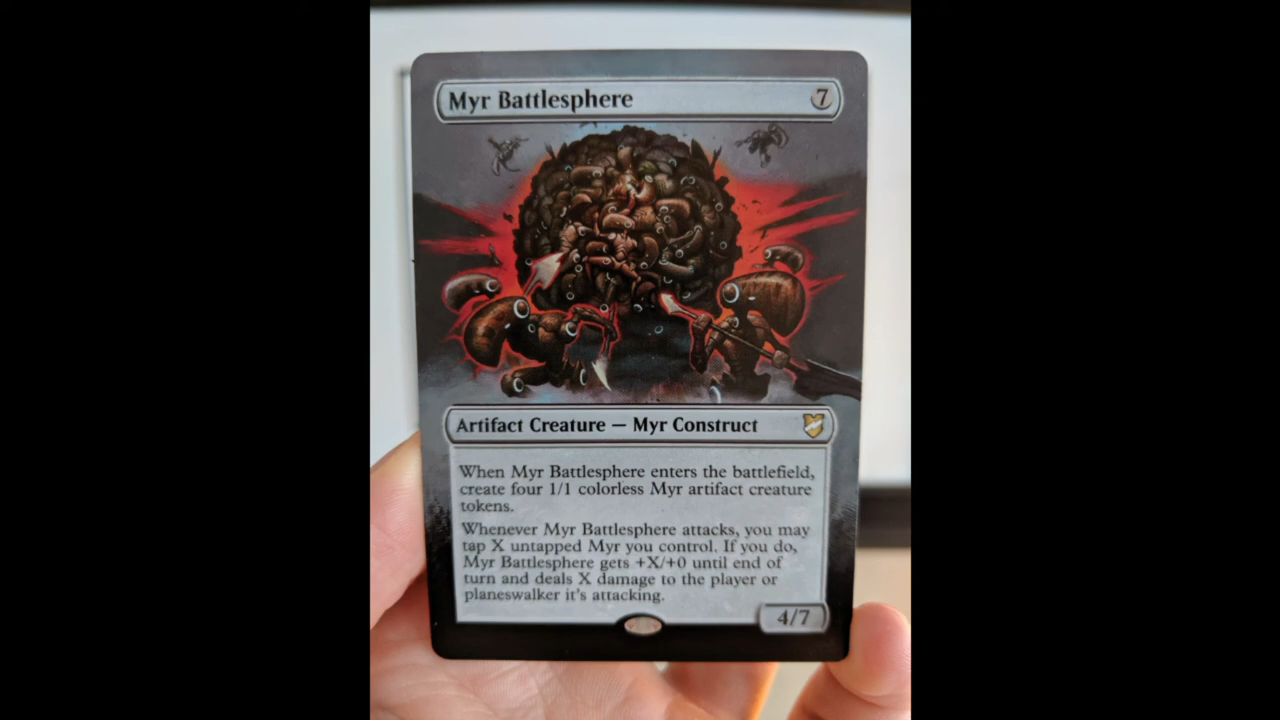 Myr Battlesphere 7
Artifact Creature — Myr Construct
When Myr Battlesphere enters the battlefield,
create four 1/1 colorless Myr artifact creature
tokens.
Whenever Myr Battlesphere attacks, you may
tap X untapped Myr you control. If you do,
Myr Battlesphere gets +X/+0 until end of
turn and deals X damage to the player or
planeswalker it's attacking.
4/7